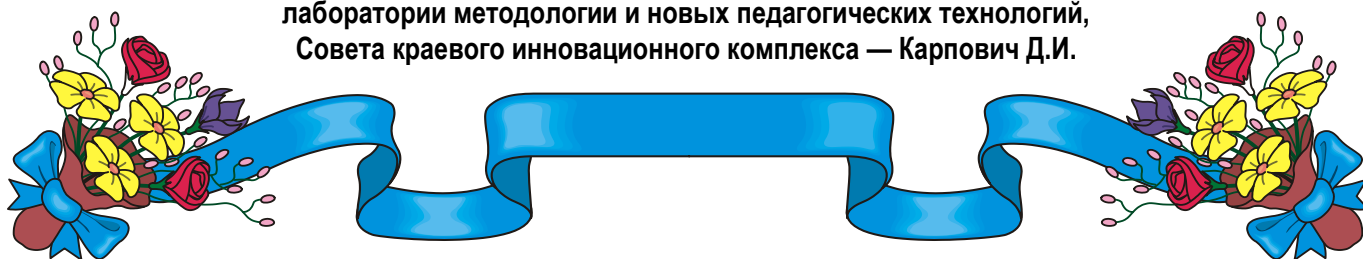 лаборатории методологии и новых педагогических технологий,
Совета краевого инновационного комплекса — Карпович Д.И.